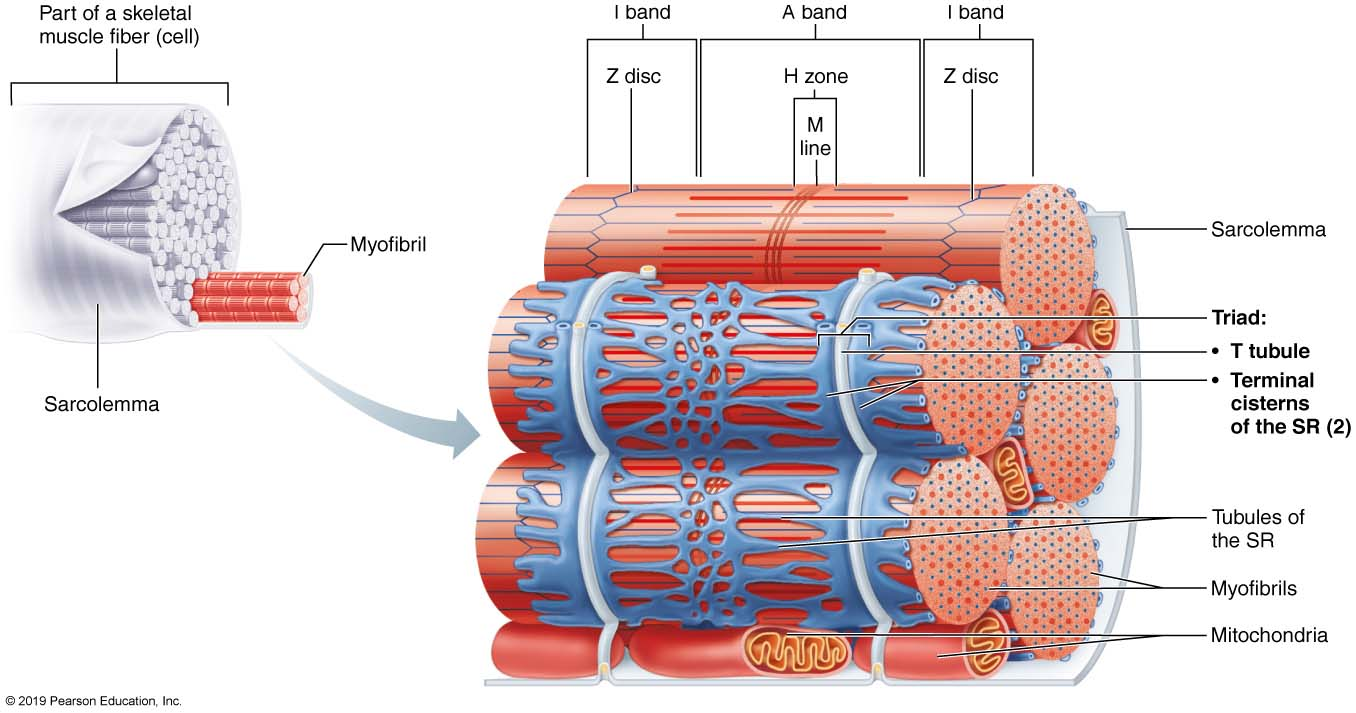 Part of a skeletal
muscle fiber (cell)
I band
A band
I band
Z disc
H zone
Z disc
M
line
Myofibril
Sarcolemma
Sarcolemma
Triad:
• T tubule
• Terminal
cisterns
of the SR (2)
Tubules of
the SR
Myofibrils
Mitochondria
© 2019 Pearson Education, Inc.